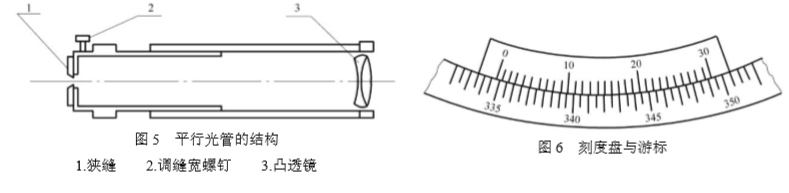 1 2 3
0 10 20 30
335 340 345 350
图 5 平行光管的结构
1.狭缝 2.调缝宽螺钉 3.凸透镜
图 6 刻度盘与游标